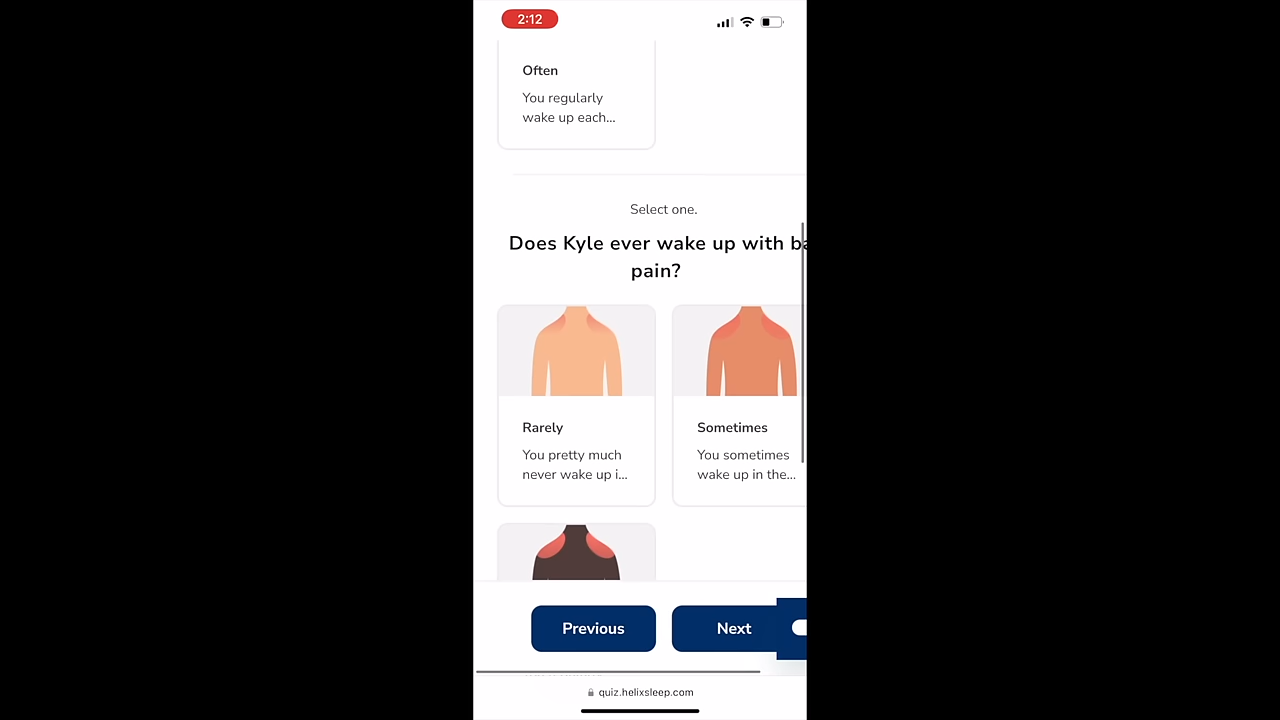 2:12
Often
You regularly
wake up each...
Select one.
Does Kyle ever wake up with ba
pain?
Rarely
You pretty much
never wake up i...
Sometimes
You sometimes
wake up in the...
Previous
Next
quiz.helixsleep.com